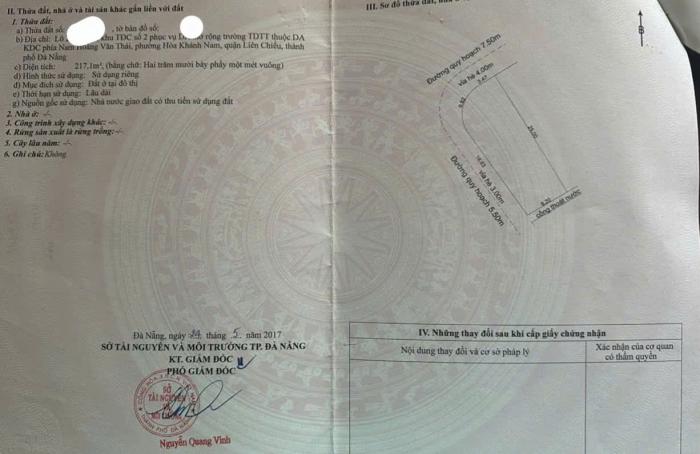 II. Thửa đất, nhà ở và tài sản khác gắn liền với đất
1. Thửa đất:
a) Thửa đất số: , tờ bản đồ số:
b) Địa chỉ: Lô khu TĐC số 2 phục vụ rộng trường TDTT thuộc DA
KDC phía Nam Hoàng Văn Thái, phường Hòa Khánh Nam, quận Liên Chiểu, thành
phố Đà Nẵng
c) Diện tích: 217,1m², (bằng chữ: Hai trăm mười bảy phẩy một mét vuông)
d) Hình thức sử dụng: Sử dụng riêng
đ) Mục đích sử dụng: Đất ở tại đô thị
e) Thời hạn sử dụng: Lâu dài
g) Nguồn gốc sử dụng: Nhà nước giao đất có thu tiền sử dụng đất
2. Nhà ở: -/-
3. Công trình xây dựng khác: -/-
4. Rừng sản xuất là rừng trồng: -/-
5. Cây lâu năm: -/-
6. Ghi chú: Không
Đà Nẵng, ngày 24 tháng 5 năm 2017
SỞ TÀI NGUYÊN VÀ MÔI TRƯỜNG TP. ĐÀ NẴNG
KT. GIÁM ĐỐC
PHÓ GIÁM ĐỐC
SỞ
TÀI NGUYÊN
Nguyễn Quang Vinh
III. Sơ đồ thửa đất,
Đường quy hoạch 7.50m
vỉa hè 4.00m
Đường quy hoạch 5.50m
vỉa hè 3.00m
cống thoát nước
B
IV. Những thay đổi sau khi cấp giấy chứng nhận
Nội dung thay đổi và cơ sở pháp lý
Xác nhận của cơ quan
có thẩm quyền